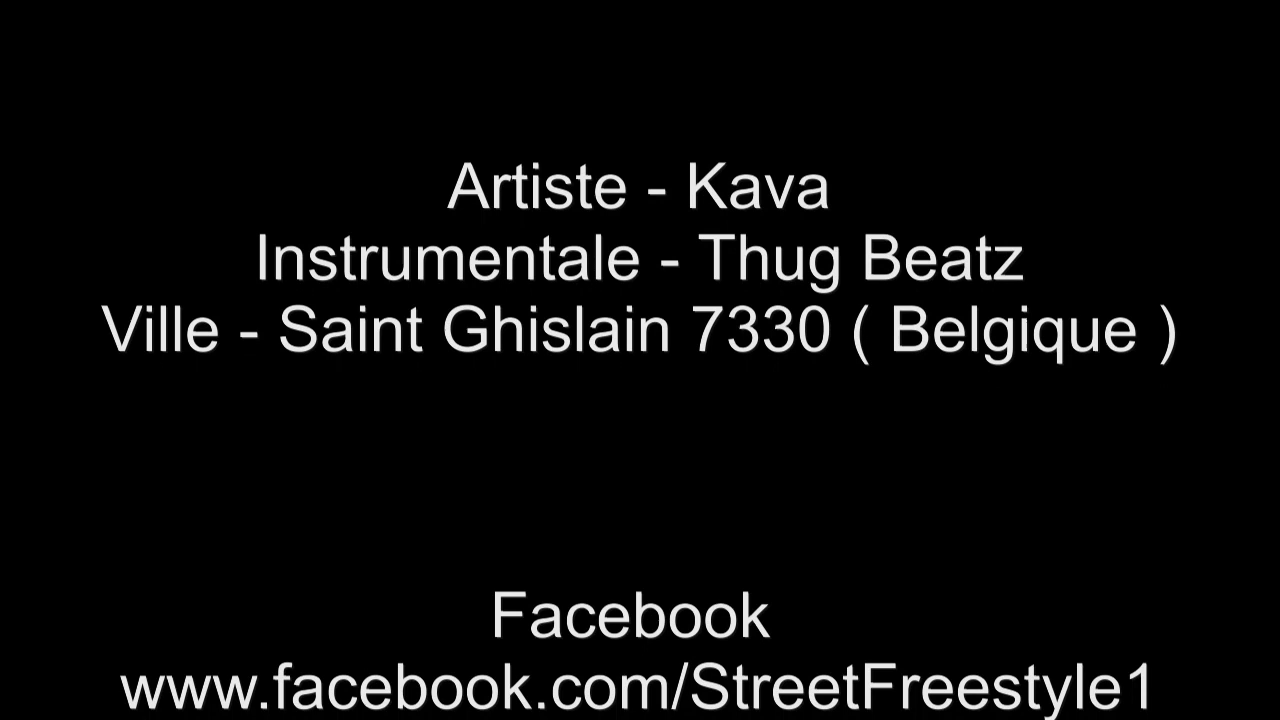 Artiste - Kava
Instrumentale - Thug Beatz
Ville - Saint Ghislain 7330 ( Belgique )
Facebook
www.facebook.com/StreetFreestyle1